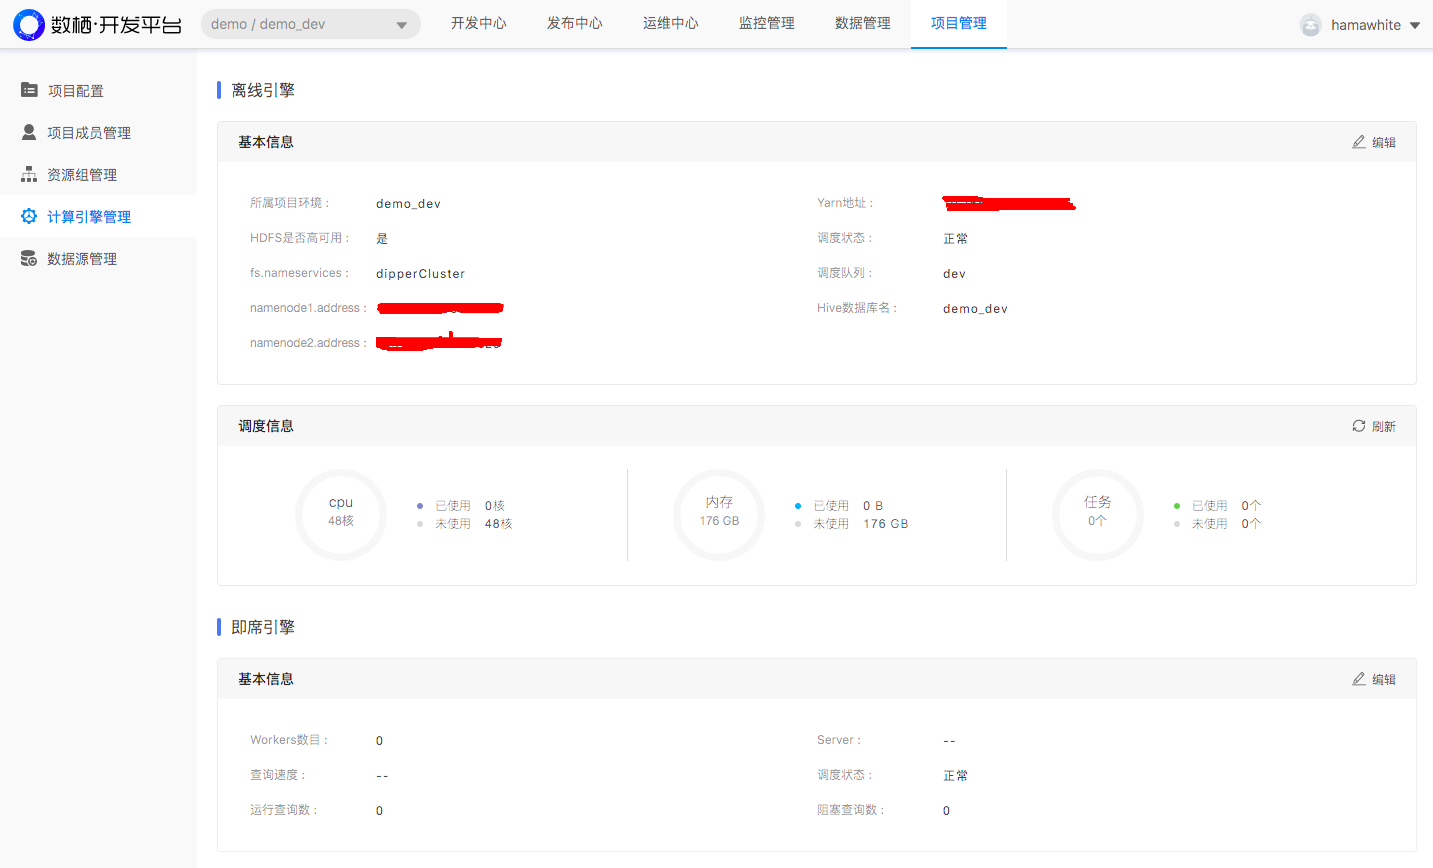 数栖·开发平台
demo / demo_dev
开发中心 发布中心 运维中心 监控管理 数据管理 项目管理
hamawhite
项目配置
项目成员管理
资源组管理
计算引擎管理
数据源管理
离线引擎
基本信息 编辑
所属项目环境： demo_dev Yarn地址：
HDFS是否高可用： 是 调度状态： 正常
fs.nameservices： dipperCluster 调度队列： dev
namenode1.address： Hive数据库名： demo_dev
namenode2.address：
调度信息 刷新
cpu
48核
已使用 0核
未使用 48核
内存
176 GB
已使用 0 B
未使用 176 GB
任务
0个
已使用 0个
未使用 0个
即席引擎
基本信息 编辑
Workers数目： 0 Server： --
查询速度： -- 调度状态： 正常
运行查询数： 0 阻塞查询数： 0